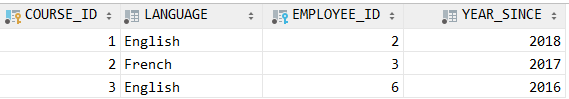 COURSE_ID LANGUAGE EMPLOYEE_ID YEAR_SINCE
1 English 2 2018
2 French 3 2017
3 English 6 2016